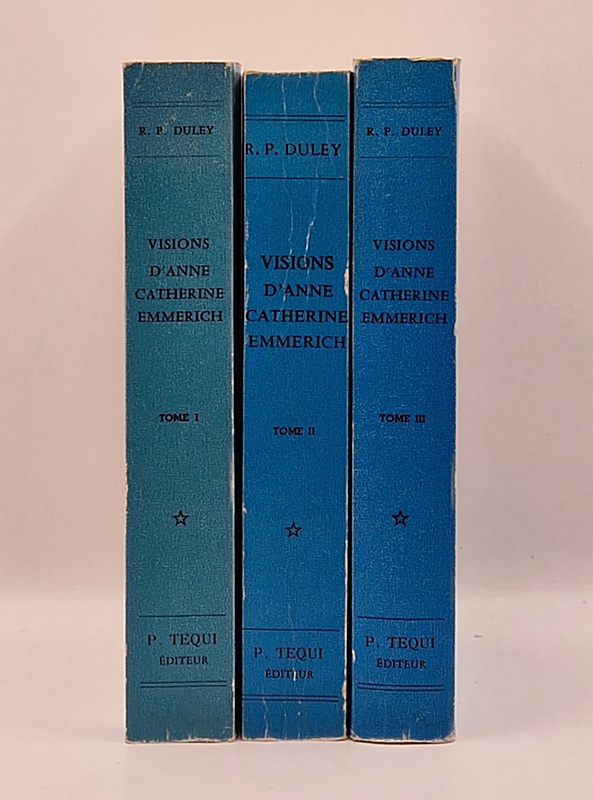 R. P. DULEY
VISIONS
D'ANNE
CATHERINE
EMMERICH
TOME I
P. TEQUI
ÉDITEUR
R. P. DULEY
VISIONS
D'ANNE
CATHERINE
EMMERICH
TOME II
P. TEQUI
ÉDITEUR
R. P. DULEY
VISIONS
D'ANNE
CATHERINE
EMMERICH
TOME III
P. TEQUI
ÉDITEUR